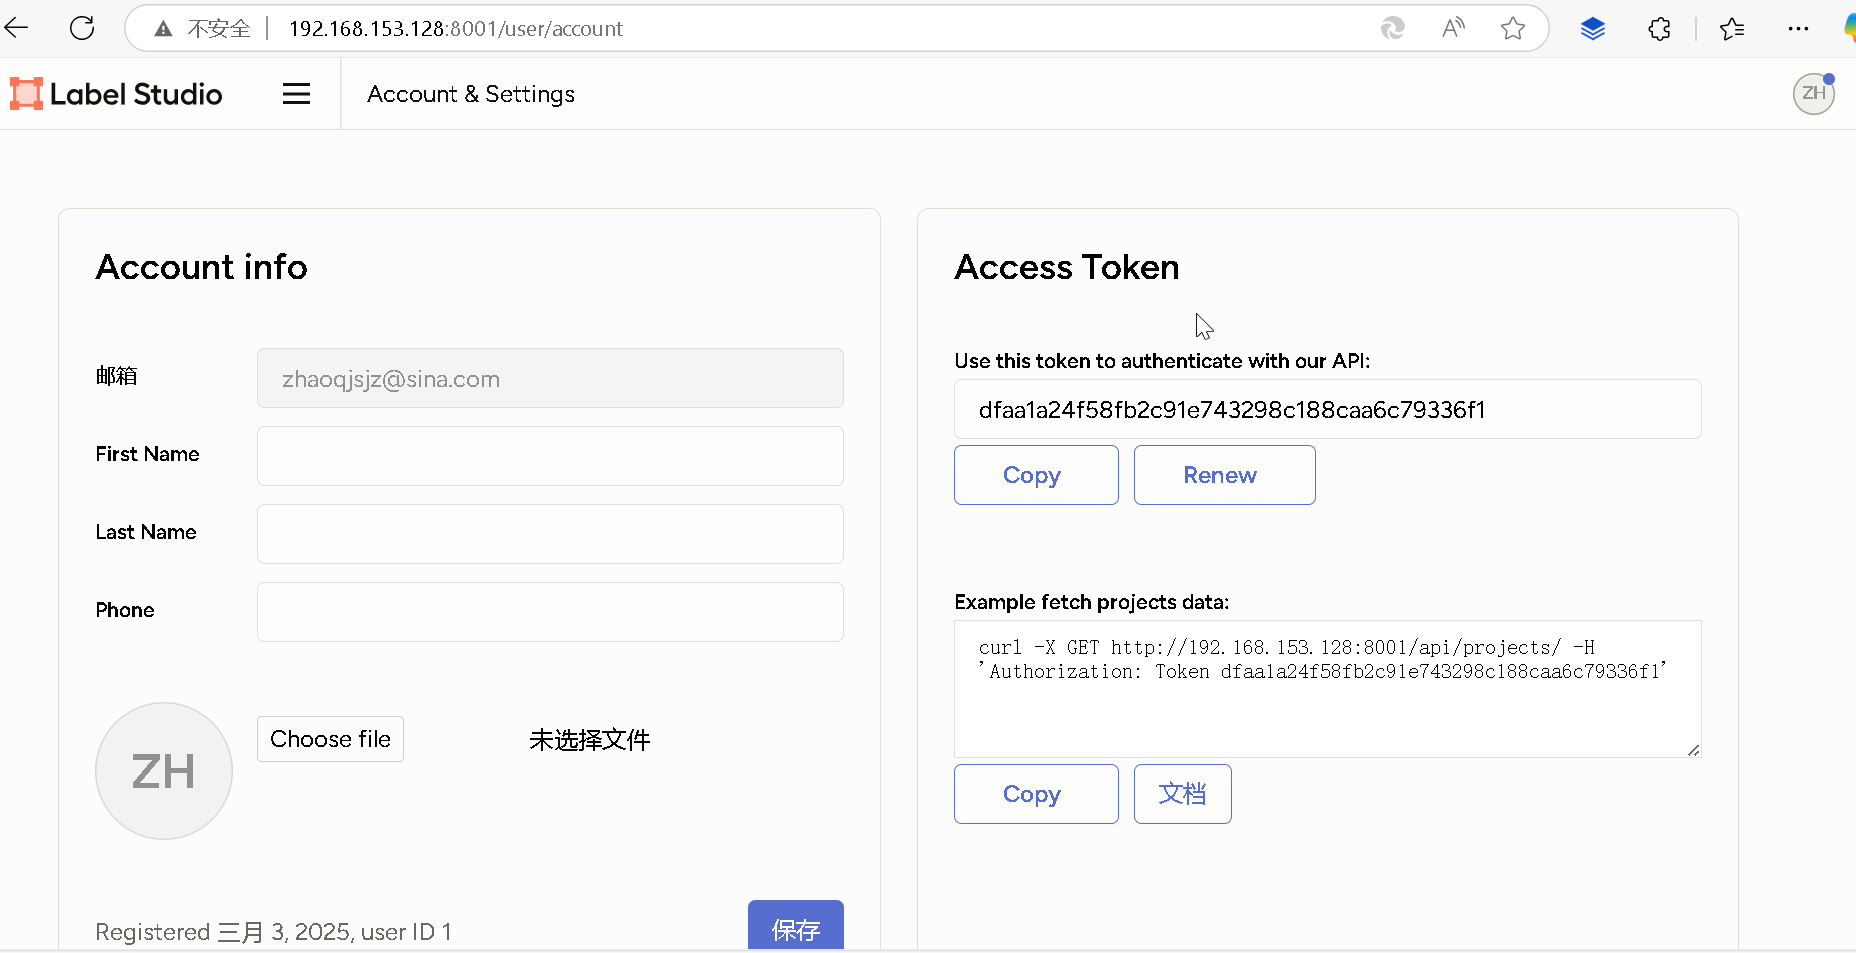 不安全 192.168.153.128:8001/user/account
Label Studio
Account & Settings
ZH
Account info
邮箱
zhaoqjsjz@sina.com
First Name
Last Name
Phone
ZH
Choose file
未选择文件
Registered 三月 3, 2025, user ID 1
保存
Access Token
Use this token to authenticate with our API:
dfaa1a24f58fb2c91e743298c188caa6c79336f1
Copy
Renew
Example fetch projects data:
curl -X GET http://192.168.153.128:8001/api/projects/ -H
'Authorization: Token dfaa1a24f58fb2c91e743298c188caa6c79336f1'
Copy
文档